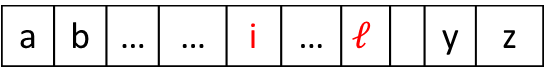 a b ... ... i ... ℓ y z